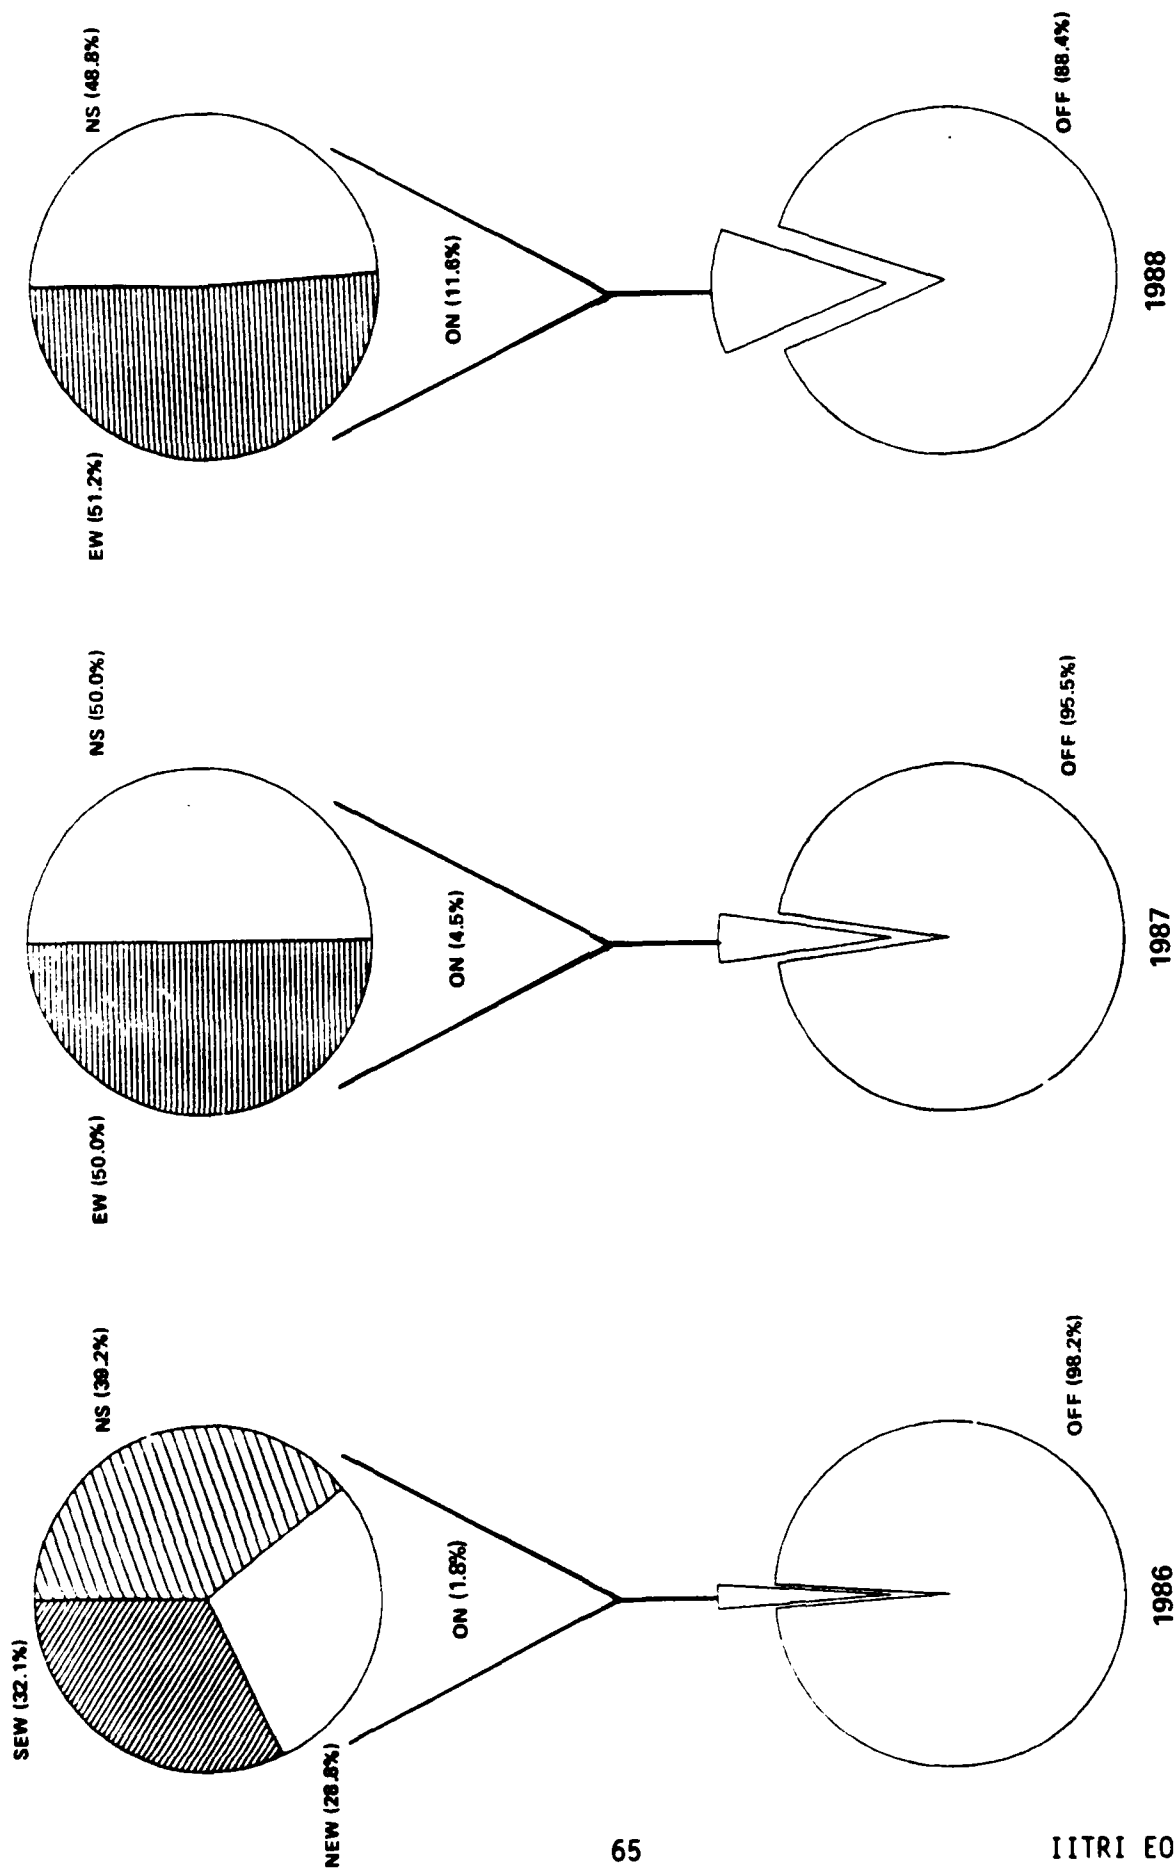 SEW (32.1%)
NS (39.2%)
NEW (28.8%)
ON (1.8%)
OFF (98.2%)
1986
EW (50.0%)
NS (50.0%)
ON (4.5%)
OFF (95.5%)
1987
EW (51.2%)
NS (48.8%)
ON (11.6%)
OFF (88.4%)
1988
65
IITRI EO